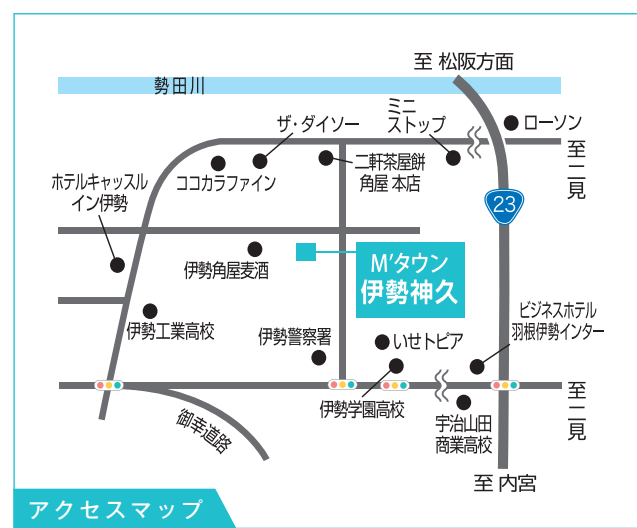 至 松阪方面
勢田川
ミニ
ストップ
ザ・ダイソー
ローソン
至二見
ココカラファイン
二軒茶屋餅
角屋 本店
ホテルキャッスル
イン伊勢
23
M'タウン
伊勢神久
伊勢角屋麦酒
伊勢工業高校
伊勢警察署
いせトピア
ビジネスホテル
羽根伊勢インター
伊勢学園高校
宇治山田
商業高校
至二見
御幸道路
至 内宮
アクセスマップ